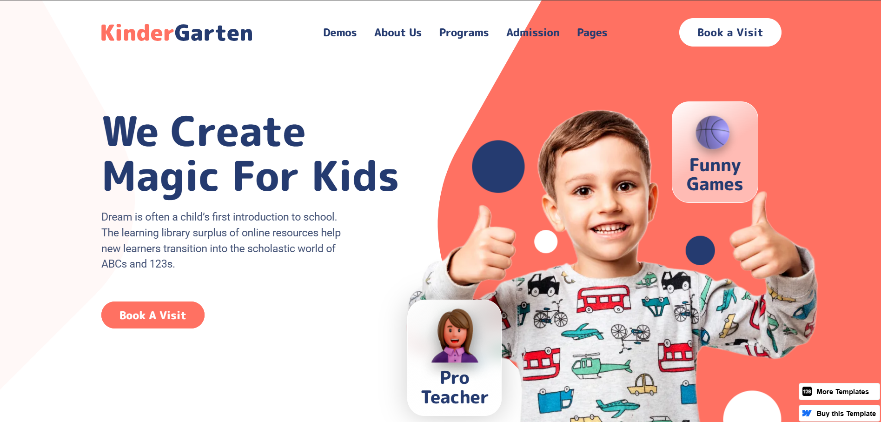 KinderGarten
Demos About Us Programs Admission Pages
Book a Visit
We Create
Magic For Kids
Dream is often a child's first introduction to school.
The learning library surplus of online resources help
new learners transition into the scholastic world of
ABCs and 123s.
Book A Visit
Funny
Games
Pro
Teacher
More Templates
Buy this Template